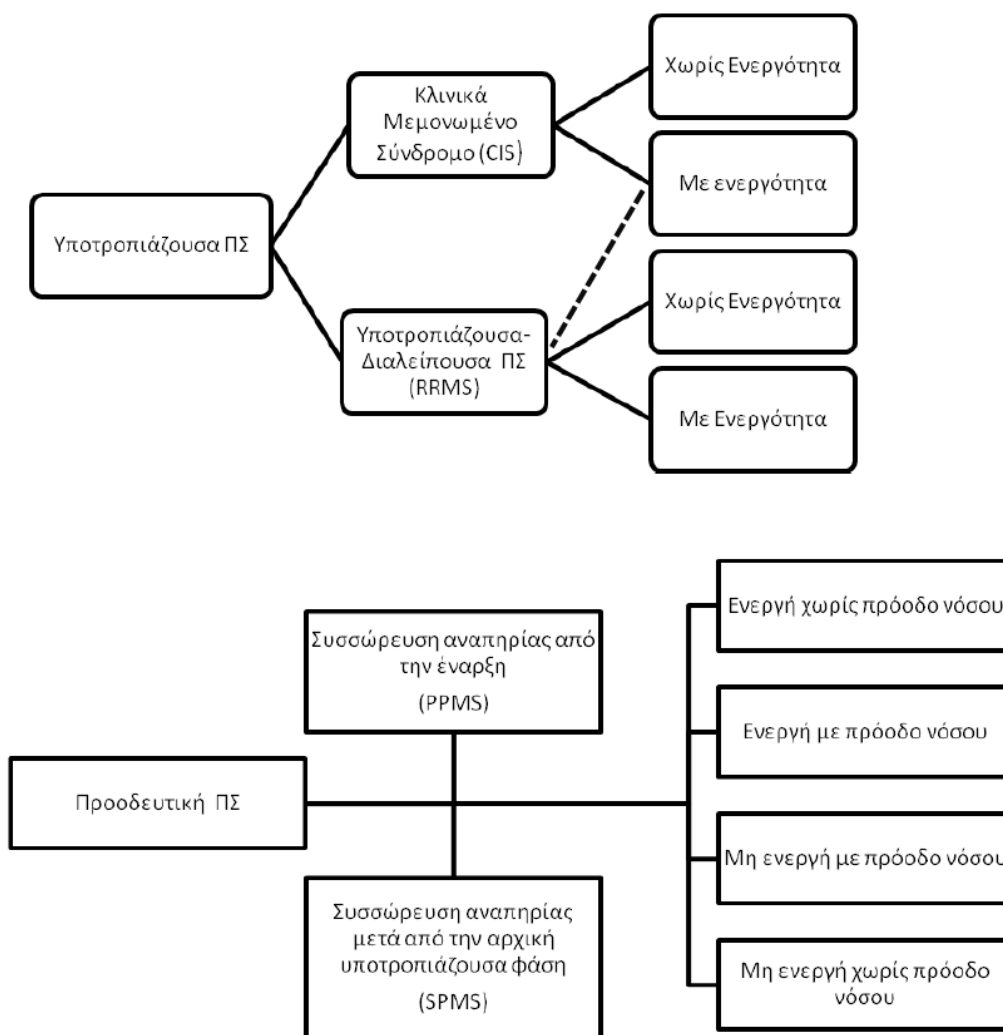 Υποτροπιάζουσα ΠΣ
Κλινικά
Μεμονωμένο
Σύνδρομο (CIS)
Χωρίς Ενεργότητα
Με ενεργότητα
Υποτροπιάζουσα-
Διαλείπουσα ΠΣ
(RRMS)
Χωρίς Ενεργότητα
Με Ενεργότητα
Προοδευτική ΠΣ
Συσσώρευση αναπηρίας από
την έναρξη
(PPMS)
Συσσώρευση αναπηρίας
μετά από την αρχική
υποτροπιάζουσα φάση
(SPMS)
Ενεργή χωρίς πρόοδο νόσου
Ενεργή με πρόοδο νόσου
Μη ενεργή με πρόοδο νόσου
Μη ενεργή χωρίς πρόοδο
νόσου